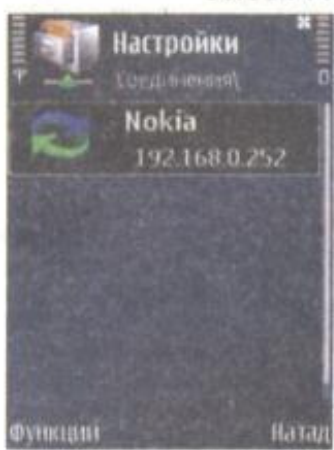 Настройки
Соединения\
Nokia
192.168.0.252
Функции Назад